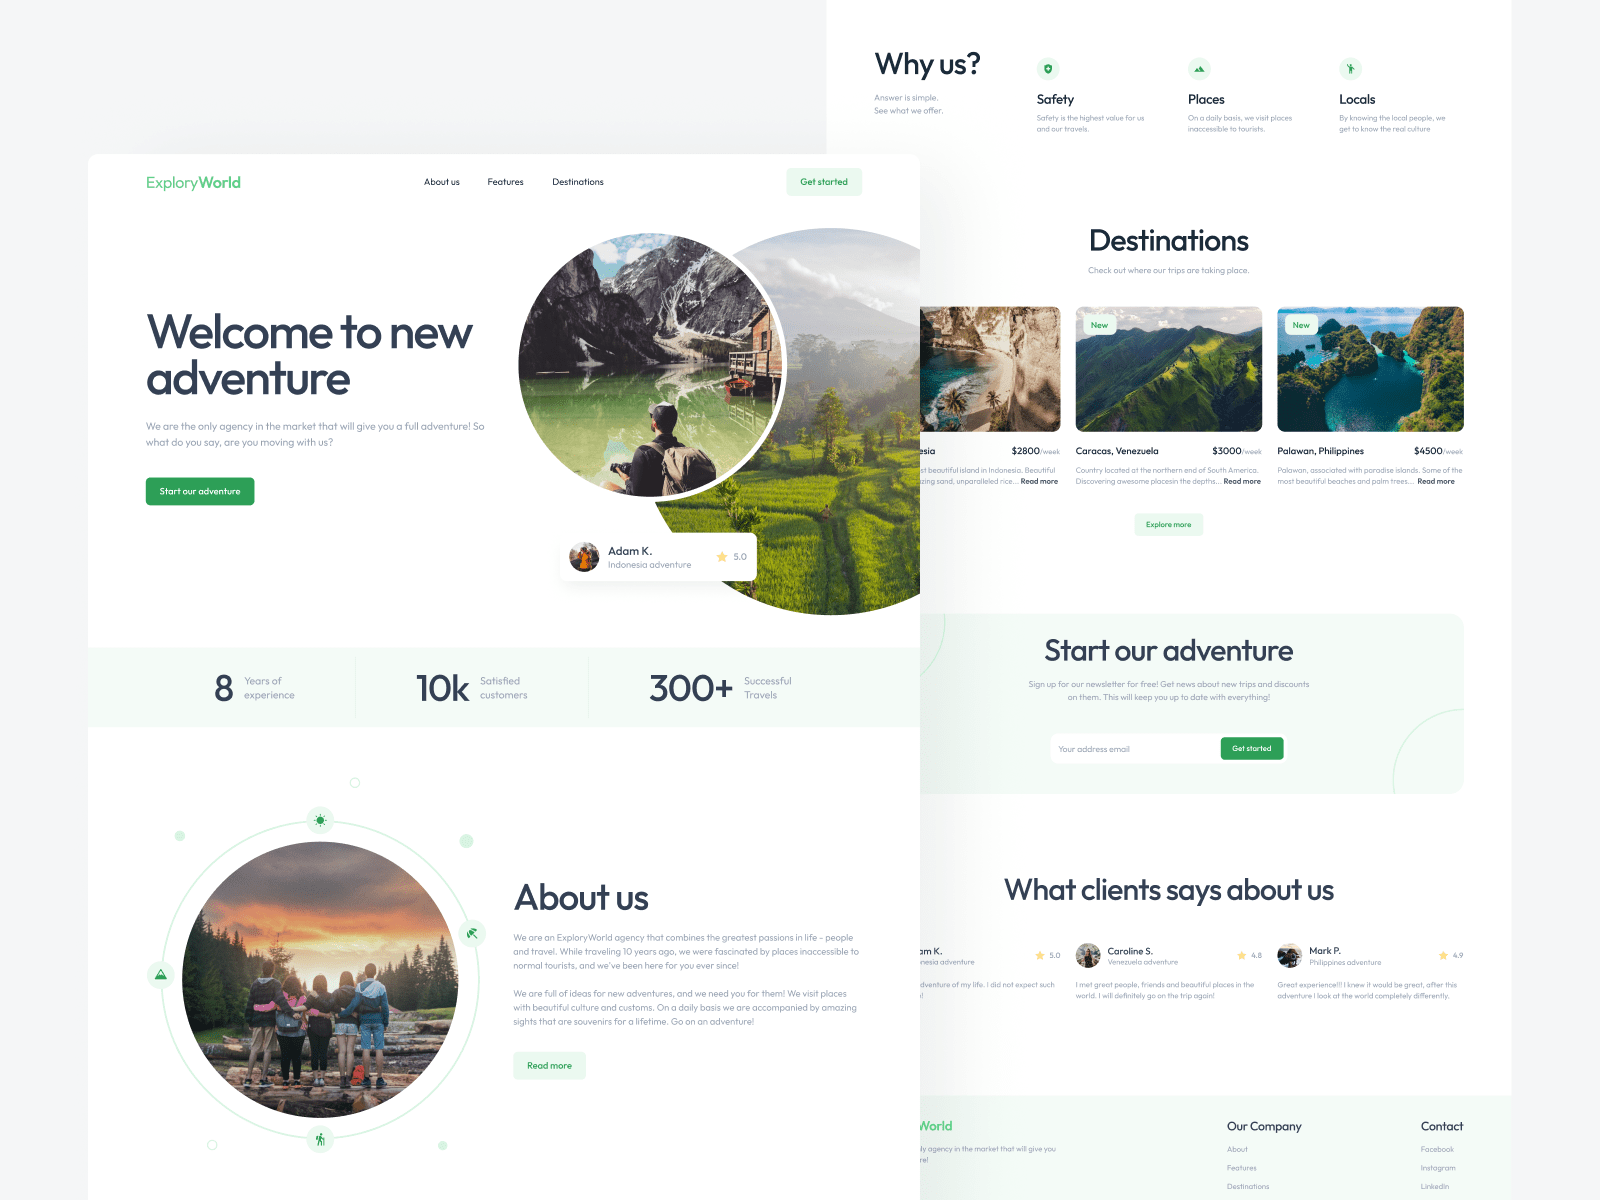 ExploryWorld
About us
Features
Destinations
Get started
Welcome to new
adventure
We are the only agency in the market that will give you a full adventure! So
what do you say, are you moving with us?
Start our adventure
Adam K.
Indonesia adventure
5.0
8
Years of
experience
10k
Satisfied
customers
300+
Successful
Travels
About us
We are an ExploryWorld agency that combines the greatest passions in life - people
and travel. While traveling 10 years ago, we were fascinated by places inaccessible to
normal tourists, and we've been here for you ever since!
We are full of ideas for new adventures, and we need you for them! We visit places
with beautiful culture and customs. On a daily basis we are accompanied by amazing
sights that are souvenirs for a lifetime. Go on an adventure!
Read more
Why us?
Answer is simple.
See what we offer.
Safety
Safety is the highest value for us
and our travels.
Places
On a daily basis, we visit places
inaccessible to tourists.
Locals
By knowing the local people, we
get to know the real culture
Destinations
Check out where our trips are taking place.
esia
$2800/week
st beautiful island in Indonesia. Beautiful
zing sand, unparalleled rice... Read more
New
Caracas, Venezuela
$3000/week
Country located at the northern end of South America.
Discovering awesome placesin the depths... Read more
New
Palawan, Philippines
$4500/week
Palawan, associated with paradise islands. Some of the
most beautiful beaches and palm trees... Read more
Explore more
Start our adventure
Sign up for our newsletter for free! Get news about new trips and discounts
on them. This will keep you up to date with everything!
Your address email
Get started
What clients says about us
am K.
nesia adventure
5.0
dventure of my life. I did not expect such
!
Caroline S.
Venezuela adventure
4.8
I met great people, friends and beautiful places in the
world. I will definitely go on the trip again!
Mark P.
Philippines adventure
4.9
Great experience!!! I knew it would be great, after this
adventure I look at the world completely differently.
World
ly agency in the market that will give you
re!
Our Company
About
Features
Destinations
Contact
Facebook
Instagram
LinkedIn